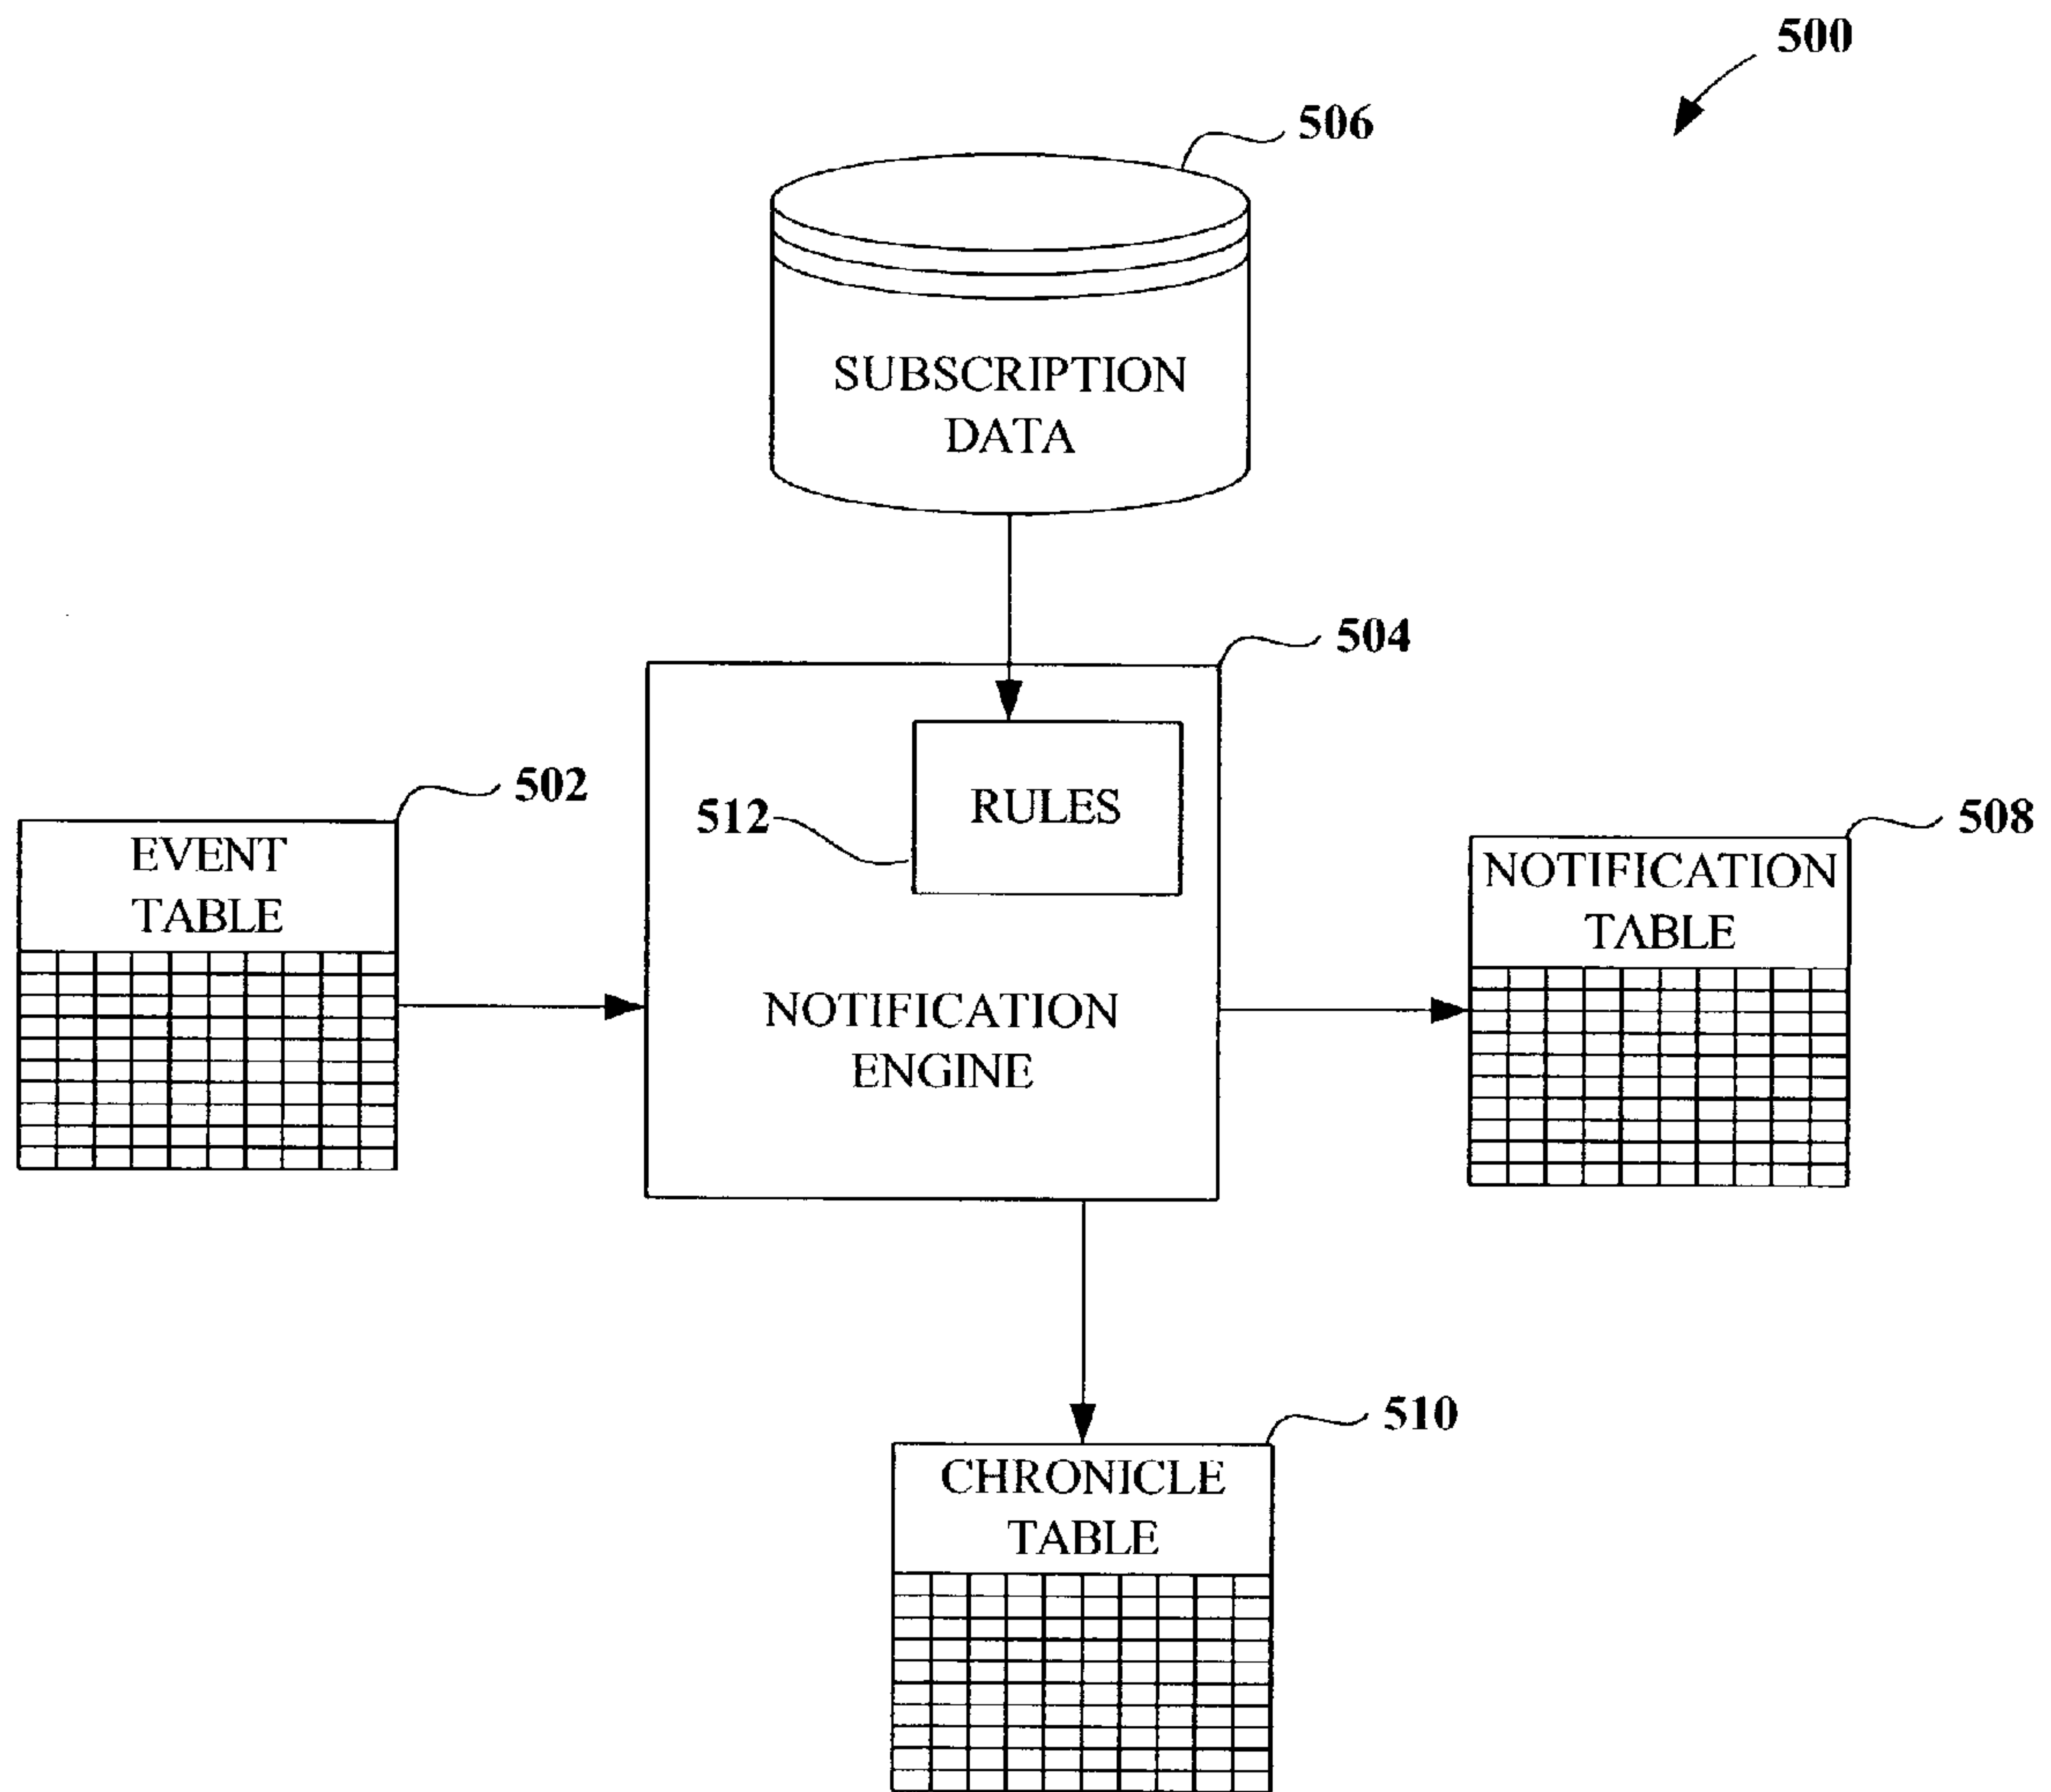 500
506
SUBSCRIPTION
DATA
504
502
512
RULES
508
EVENT
TABLE
NOTIFICATION
TABLE
NOTIFICATION
ENGINE
510
CHRONICLE
TABLE